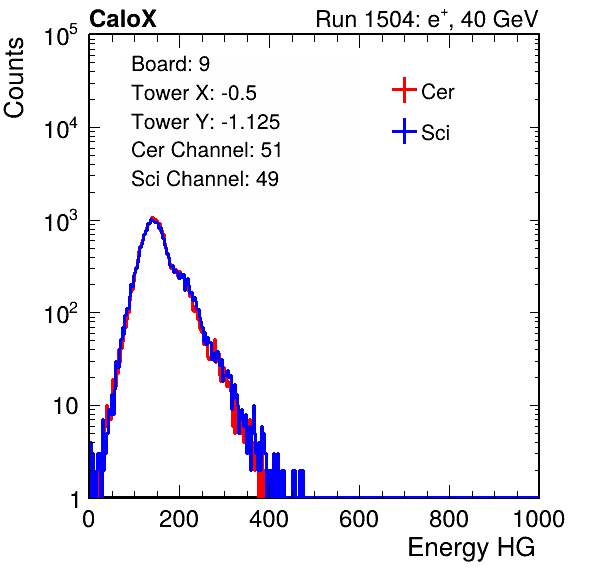 CaloX Run 1504: e⁺, 40 GeV
Counts
10⁵
10⁴
10³
10²
10
1
Board: 9
Tower X: -0.5
Tower Y: -1.125
Cer Channel: 51
Sci Channel: 49
Cer
Sci
0 200 400 600 800 1000
Energy HG